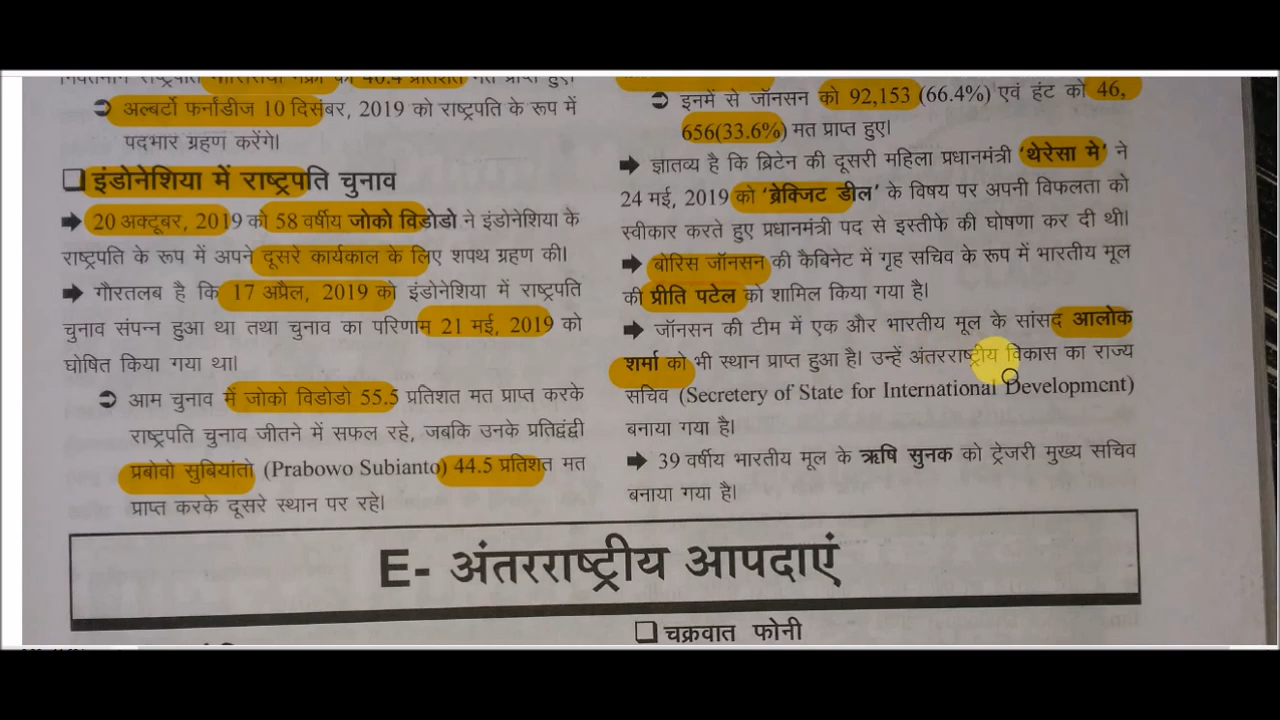 अल्बर्टो फर्नांडीज 10 दिसंबर, 2019 को राष्ट्रपति के रूप में
पदभार ग्रहण करेंगे।
इंडोनेशिया में राष्ट्रपति चुनाव
20 अक्टूबर, 2019 को 58 वर्षीय जोको विडोडो ने इंडोनेशिया के
राष्ट्रपति के रूप में अपने दूसरे कार्यकाल के लिए शपथ ग्रहण की।
गौरतलब है कि 17 अप्रैल, 2019 को इंडोनेशिया में राष्ट्रपति
चुनाव संपन्न हुआ था तथा चुनाव का परिणाम 21 मई, 2019 को
घोषित किया गया था।
आम चुनाव में जोको विडोडो 55.5 प्रतिशत मत प्राप्त करके
राष्ट्रपति चुनाव जीतने में सफल रहे, जबकि उनके प्रतिद्वंद्वी
प्रबोवो सुबियांतो (Prabowo Subianto) 44.5 प्रतिशत मत
प्राप्त करके दूसरे स्थान पर रहे।
इनमें से जॉनसन को 92,153 (66.4%) एवं हंट को 46,
656(33.6%) मत प्राप्त हुए।
ज्ञातव्य है कि ब्रिटेन की दूसरी महिला प्रधानमंत्री 'थेरेसा मे' ने
24 मई, 2019 को 'ब्रेक्जिट डील' के विषय पर अपनी विफलता को
स्वीकार करते हुए प्रधानमंत्री पद से इस्तीफे की घोषणा कर दी थी।
बोरिस जॉनसन की कैबिनेट में गृह सचिव के रूप में भारतीय मूल
की प्रीति पटेल को शामिल किया गया है।
जॉनसन की टीम में एक और भारतीय मूल के सांसद आलोक
शर्मा को भी स्थान प्राप्त हुआ है। उन्हें अंतरराष्ट्रीय विकास का राज्य
सचिव (Secretery of State for International Development)
बनाया गया है।
39 वर्षीय भारतीय मूल के ऋषि सुनक को ट्रेजरी मुख्य सचिव
बनाया गया है।
E- अंतरराष्ट्रीय आपदाएं
चक्रवात फोनी